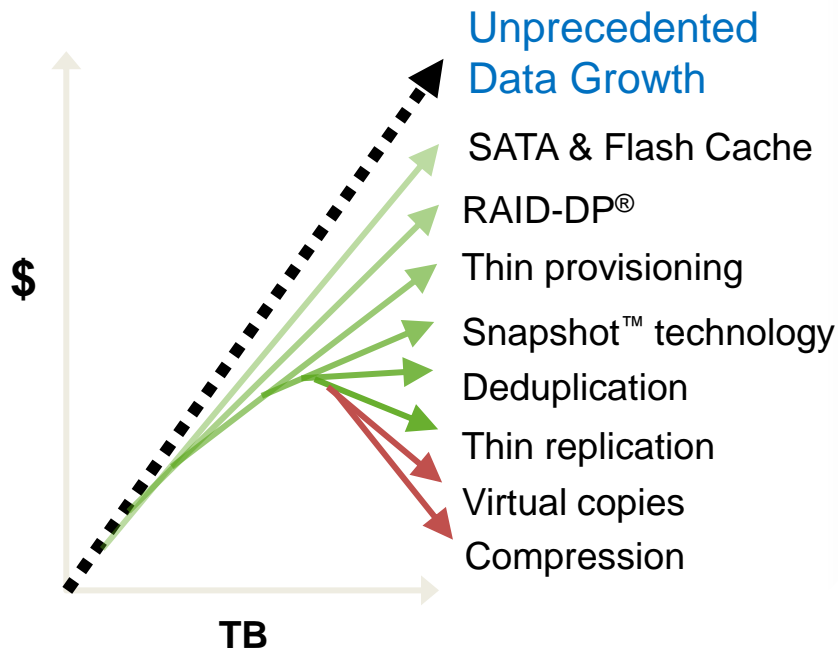 Unprecedented
Data Growth
SATA & Flash Cache
RAID-DP®
Thin provisioning
$
Snapshot™ technology
Deduplication
Thin replication
Virtual copies
Compression
TB